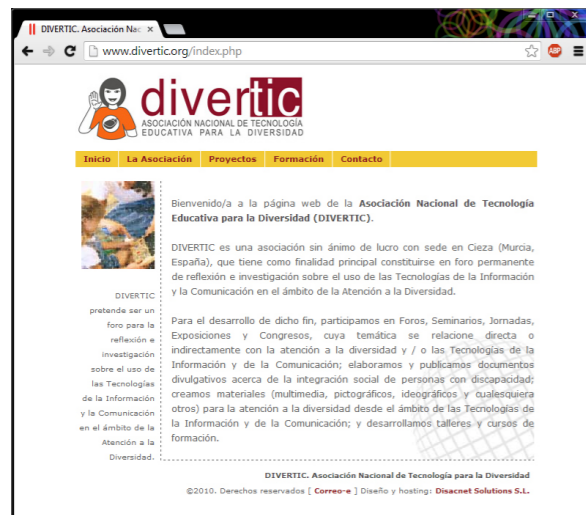 DIVERTIC. Asociación Nac
www.divertic.org/index.php
ABP
divertic
ASOCIACIÓN NACIONAL DE TECNOLOGÍA
EDUCATIVA PARA LA DIVERSIDAD
Inicio La Asociación Proyectos Formación Contacto
DIVERTIC
pretende ser un
foro para la
reflexión e
investigación
sobre el uso de
las Tecnologías
de la Información
y la Comunicación
en el ámbito de la
Atención a la
Diversidad.
Bienvenido/a a la página web de la Asociación Nacional de Tecnología
Educativa para la Diversidad (DIVERTIC).
DIVERTIC es una asociación sin ánimo de lucro con sede en Cieza (Murcia,
España), que tiene como finalidad principal constituirse en foro permanente
de reflexión e investigación sobre el uso de las Tecnologías de la Información
y la Comunicación en el ámbito de la Atención a la Diversidad.
Para el desarrollo de dicho fin, participamos en Foros, Seminarios, Jornadas,
Exposiciones y Congresos, cuya temática se relacione directa o
indirectamente con la atención a la diversidad y / o las Tecnologías de la
Información y de la Comunicación; elaboramos y publicamos documentos
divulgativos acerca de la integración social de personas con discapacidad;
creamos materiales (multimedia, pictográficos, ideográficos y cualesquiera
otros) para la atención a la diversidad desde el ámbito de las Tecnologías de
la Información y de la Comunicación; y desarrollamos talleres y cursos de
formación.
DIVERTIC. Asociación Nacional de Tecnología para la Diversidad
©2010. Derechos reservados [ Correo-e ] Diseño y hosting: Disacnet Solutions S.L.